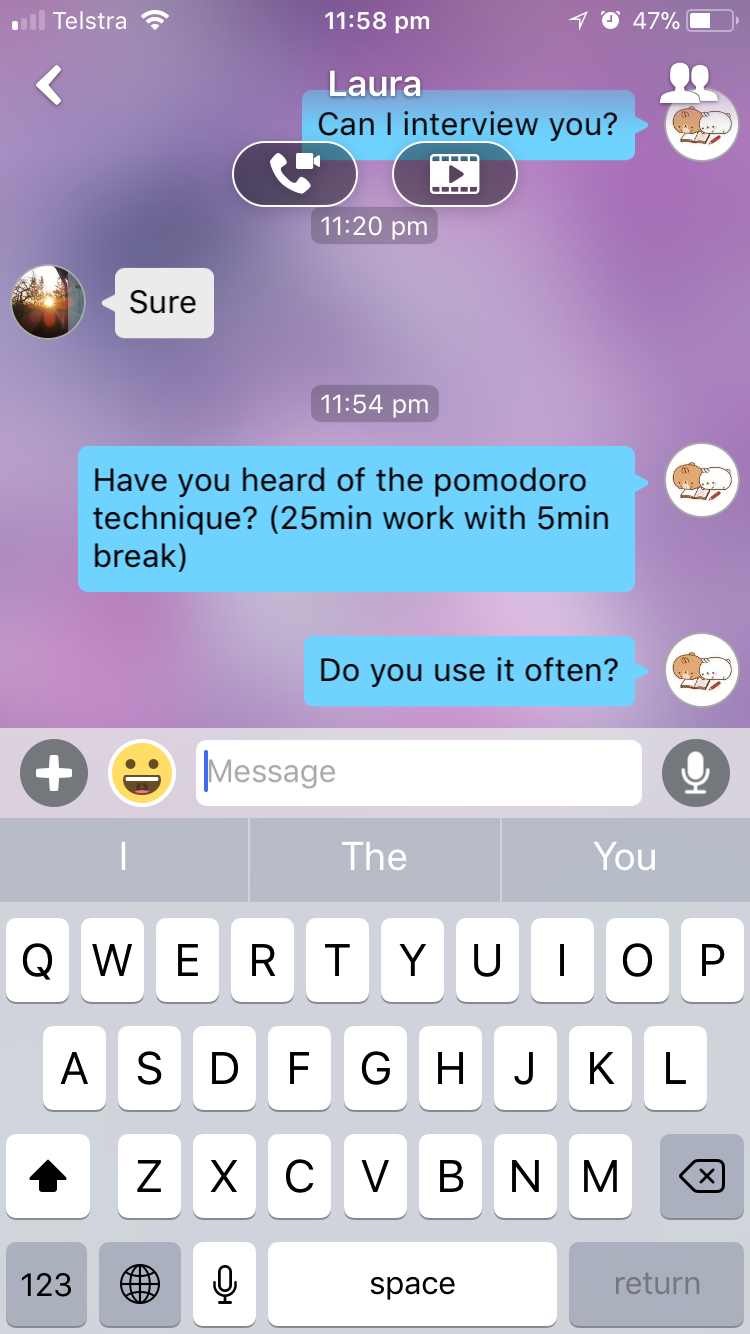 Telstra 11:58 pm 47%
Laura
Can I interview you?
11:20 pm
Sure
11:54 pm
Have you heard of the pomodoro
technique? (25min work with 5min
break)
Do you use it often?
Message
I The You
Q W E R T Y U I O P
A S D F G H J K L
Z X C V B N M
123 space return